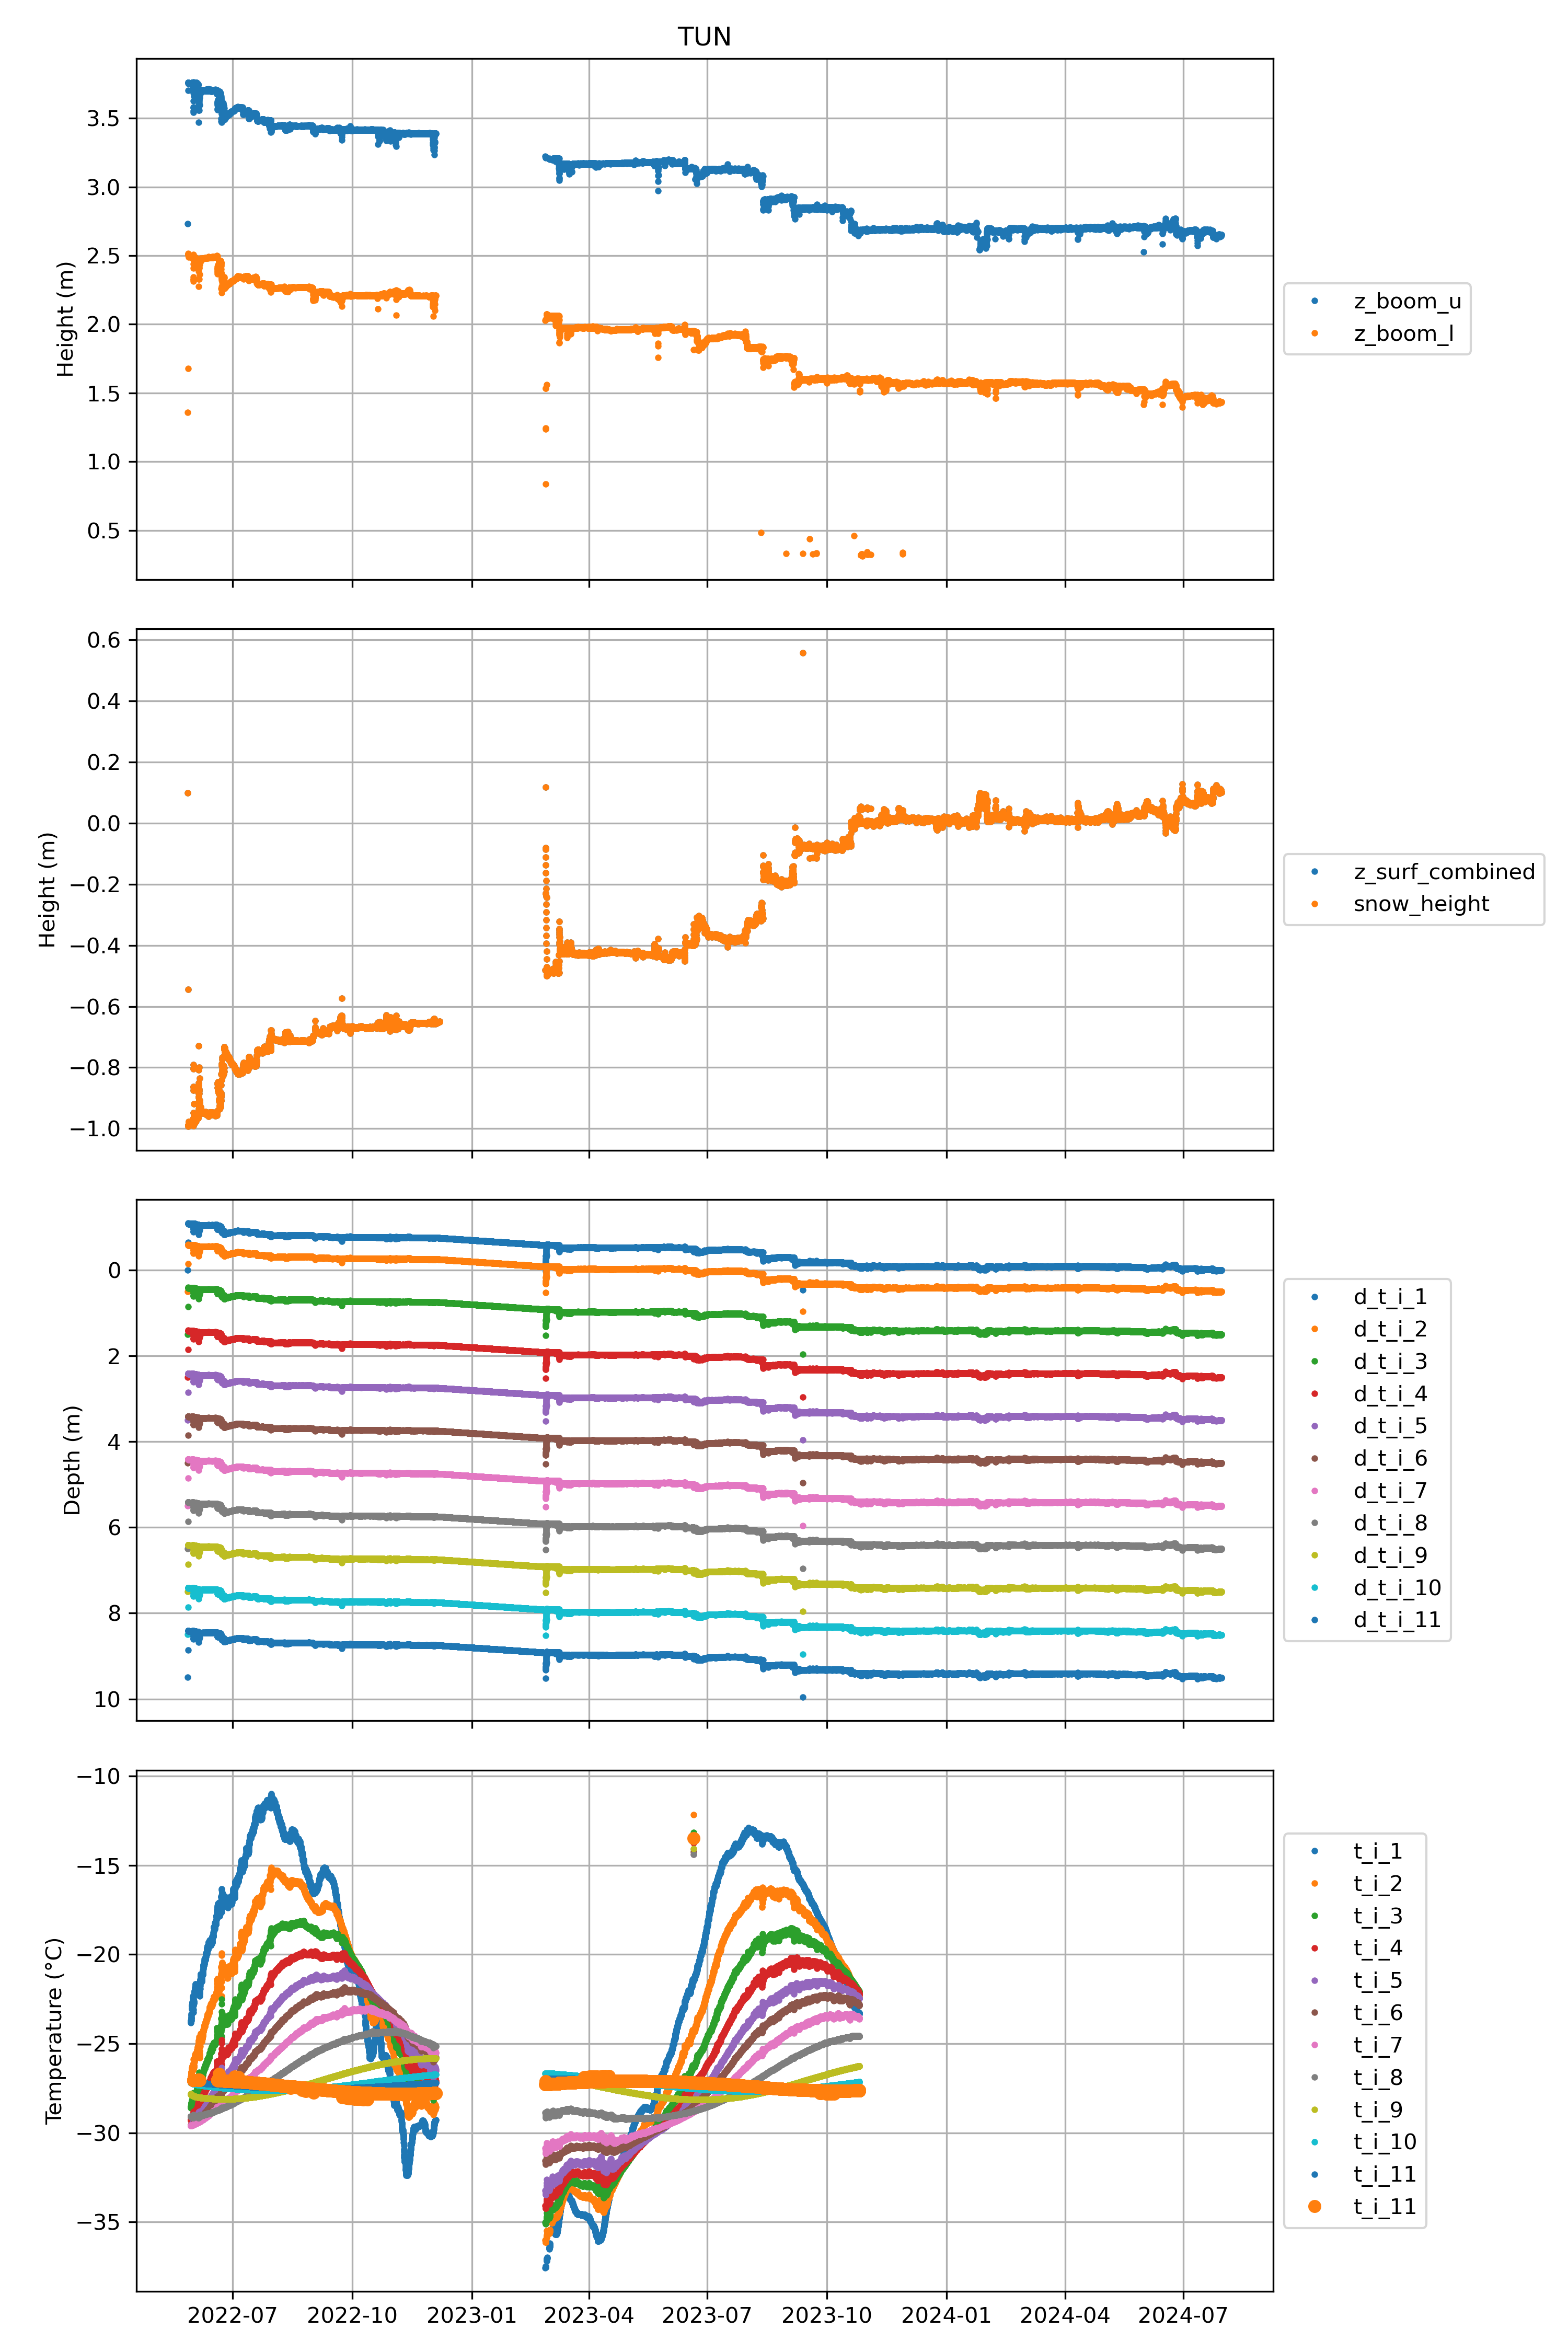 TUN
3.5
3.0
2.5
2.0
1.5
1.0
0.5
Height (m)
z_boom_u
z_boom_l
0.6
0.4
0.2
0.0
−0.2
−0.4
−0.6
−0.8
−1.0
Height (m)
z_surf_combined
snow_height
0
2
4
6
8
10
Depth (m)
d_t_i_1
d_t_i_2
d_t_i_3
d_t_i_4
d_t_i_5
d_t_i_6
d_t_i_7
d_t_i_8
d_t_i_9
d_t_i_10
d_t_i_11
−10
−15
−20
−25
−30
−35
Temperature (°C)
t_i_1
t_i_2
t_i_3
t_i_4
t_i_5
t_i_6
t_i_7
t_i_8
t_i_9
t_i_10
t_i_11
t_i_11
2022-07 2022-10 2023-01 2023-04 2023-07 2023-10 2024-01 2024-04 2024-07